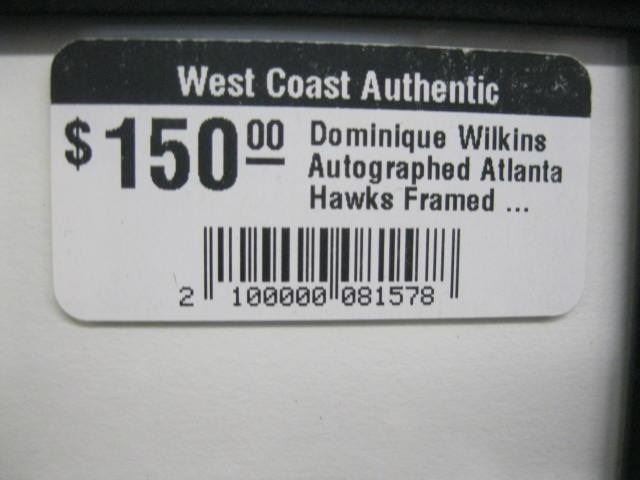 West Coast Authentic
$150.00 Dominique Wilkins
Autographed Atlanta
Hawks Framed ...
2 100000 081578